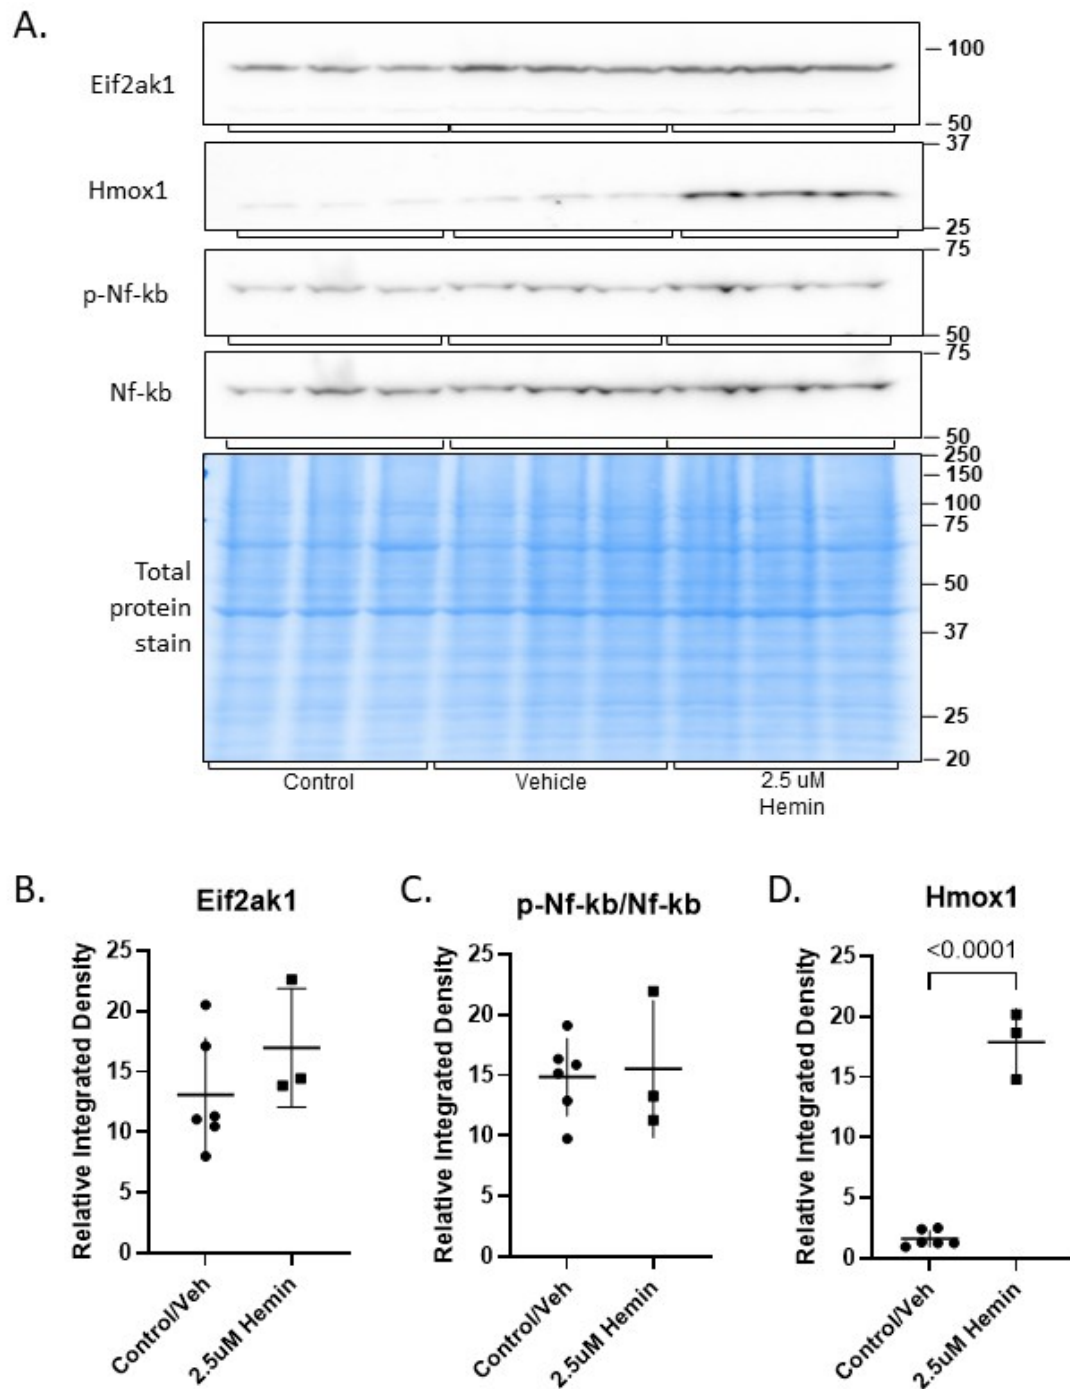 A.
Eif2ak1
100
50
Hmox1
37
25
p-Nf-kb
75
50
Nf-kb
75
50
Total
protein
stain
250
150
100
75
50
37
25
20
Control
Vehicle
2.5 uM
Hemin
B.
Eif2ak1
Relative Integrated Density
25
20
15
10
5
0
Control/Veh
2.5uM Hemin
C.
p-Nf-kb/Nf-kb
Relative Integrated Density
25
20
15
10
5
0
Control/Veh
2.5uM Hemin
D.
Hmox1
<0.0001
Relative Integrated Density
25
20
15
10
5
0
Control/Veh
2.5uM Hemin